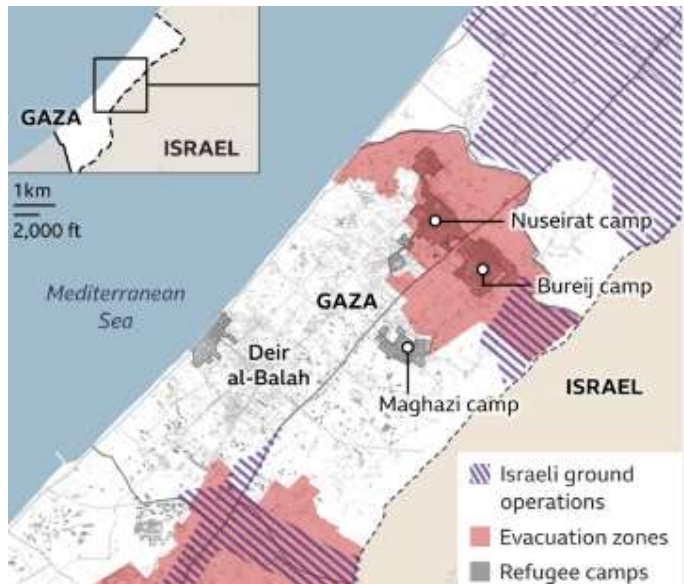 GAZA
ISRAEL
1km
2,000 ft
Nuseirat camp
Mediterranean
Sea
GAZA
Bureij camp
Deir
al-Balah
Maghazi camp
ISRAEL
Israeli ground
operations
Evacuation zones
Refugee camps